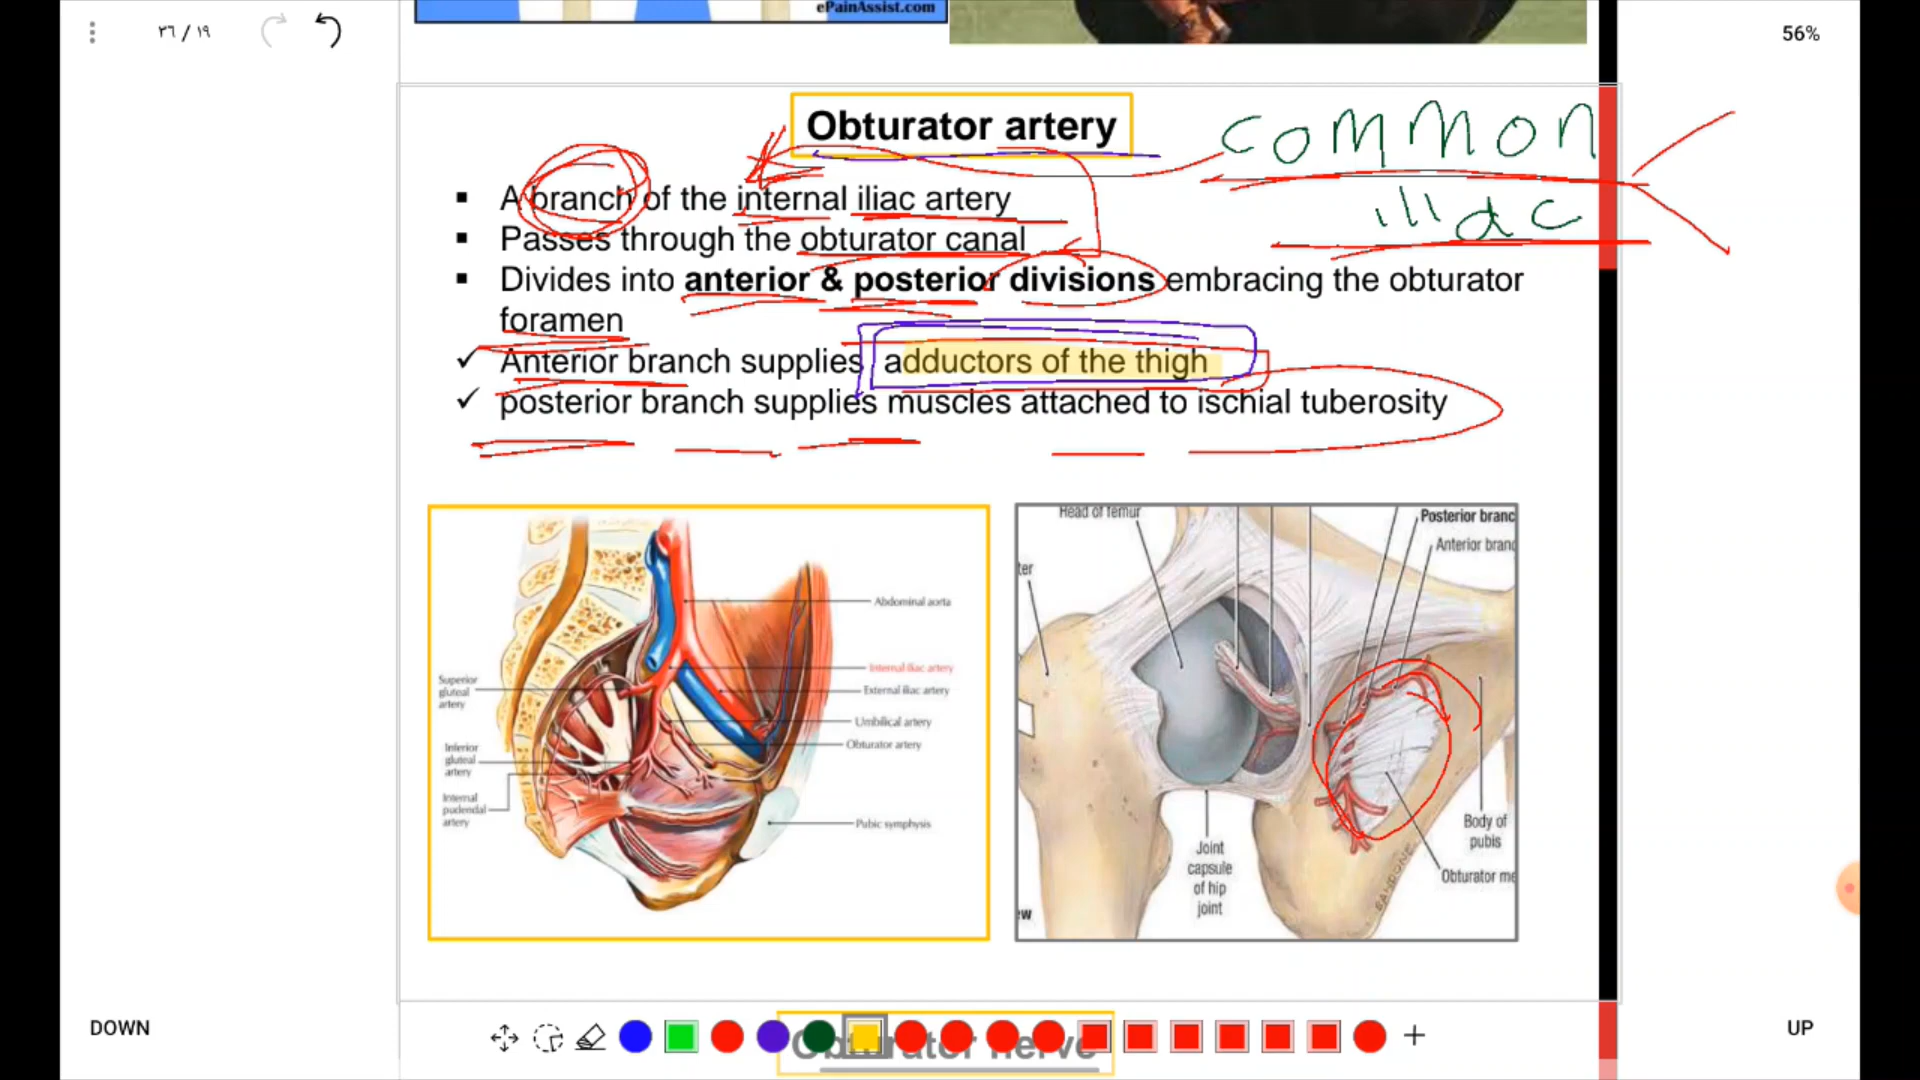 ePainAssist.com
٣٦ / ١٩
56%
Obturator artery
common
iliac
▪ A branch of the internal iliac artery
▪ Passes through the obturator canal
▪ Divides into anterior & posterior divisions embracing the obturator
foramen
✓ Anterior branch supplies adductors of the thigh
✓ posterior branch supplies muscles attached to ischial tuberosity
Abdominal aorta
Internal iliac artery
External iliac artery
Umbilical artery
Obturator artery
Pubic symphysis
Superior
gluteal
artery
Inferior
gluteal
artery
Internal
pudendal
artery
Head of femur
Posterior branc
Anterior branc
ter
Joint
capsule
of hip
joint
Body of
pubis
Obturator me
w
DOWN
UP
Obturator nerve